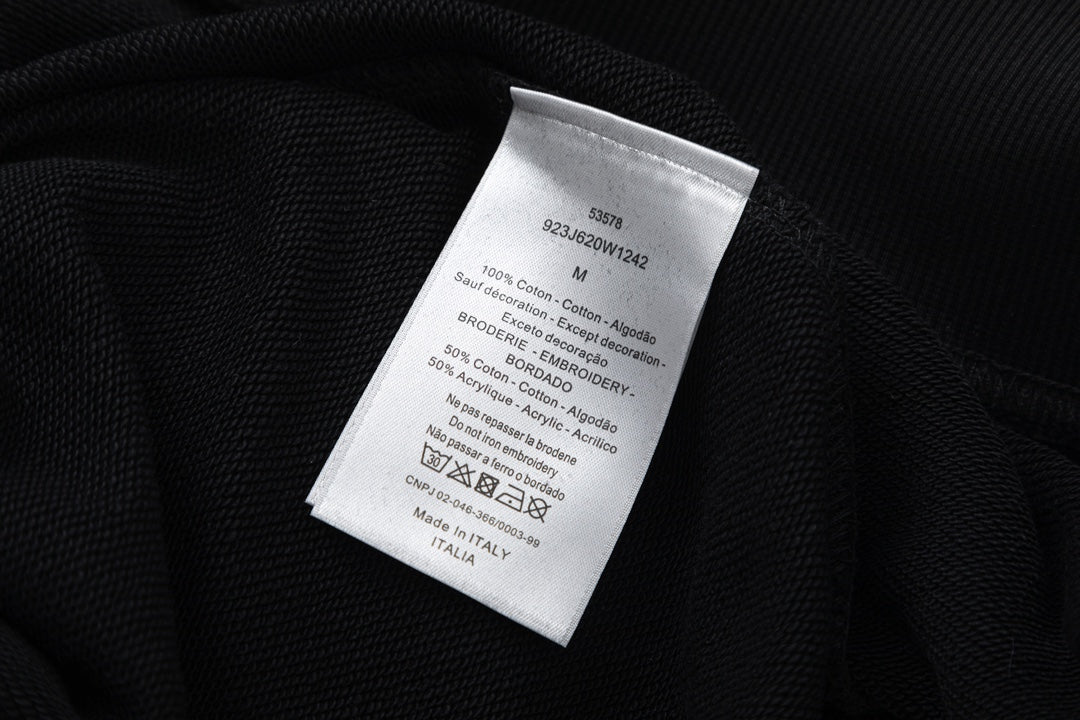 53578
923J620W1242
M
100% Coton - Cotton - Algodão
Sauf décoration - Except decoration -
Exceto decoração
BRODERIE - EMBROIDERY -
BORDADO
50% Coton - Cotton - Algodão
50% Acrylique - Acrylic - Acrilico
Ne pas repasser la brodene
Do not iron embroidery
Não passar a ferro o bordado
30
CNPJ 02-046-366/0003-99
Made In ITALY
ITALIA